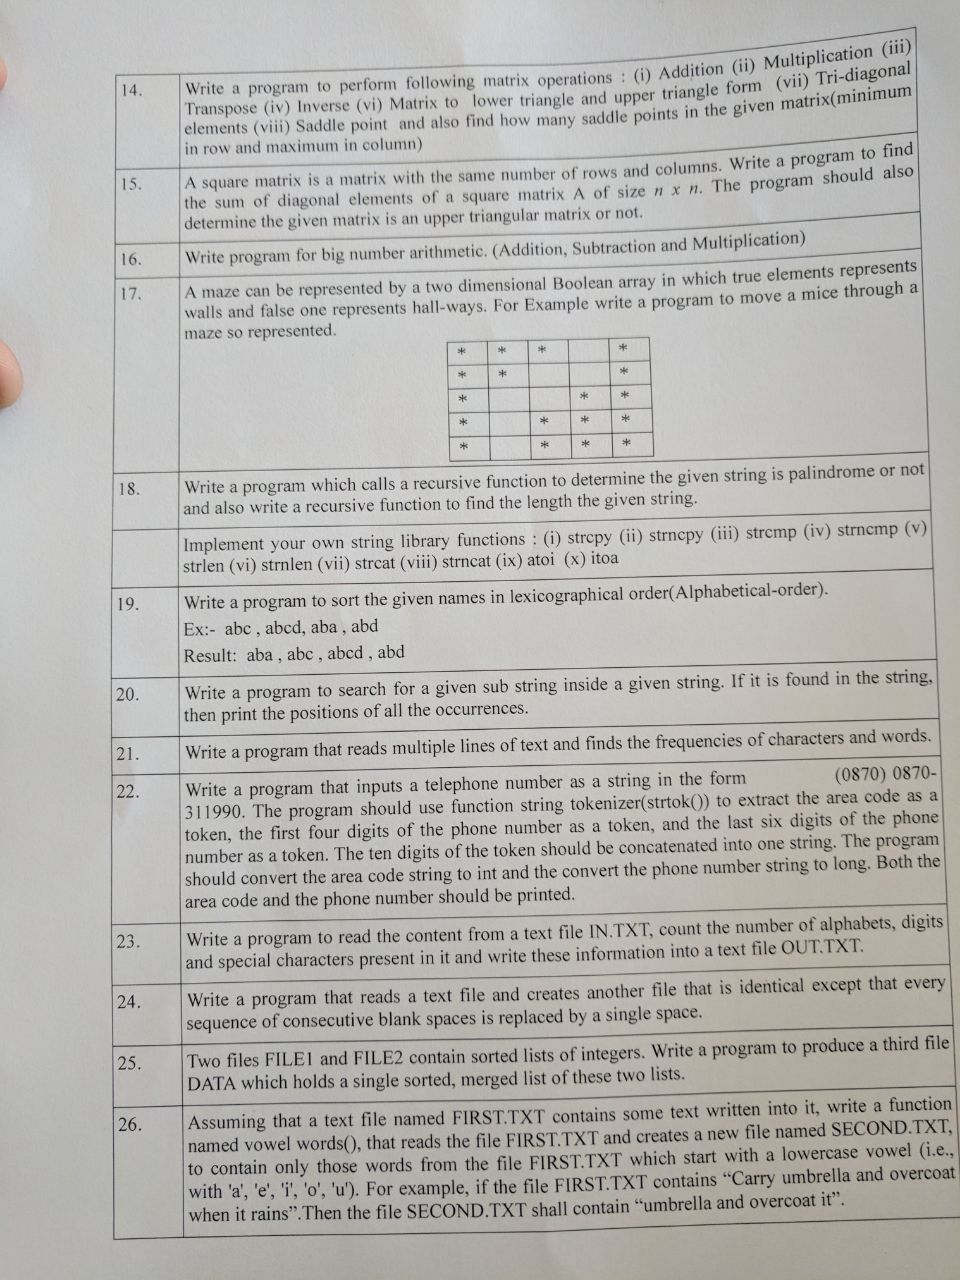 14. Write a program to perform following matrix operations : (i) Addition (ii) Multiplication (iii)
Transpose (iv) Inverse (vi) Matrix to lower triangle and upper triangle form (vii) Tri-diagonal
elements (viii) Saddle point and also find how many saddle points in the given matrix(minimum
in row and maximum in column)
15. A square matrix is a matrix with the same number of rows and columns. Write a program to find
the sum of diagonal elements of a square matrix A of size n x n. The program should also
determine the given matrix is an upper triangular matrix or not.
16. Write program for big number arithmetic. (Addition, Subtraction and Multiplication)
17. A maze can be represented by a two dimensional Boolean array in which true elements represents
walls and false one represents hall-ways. For Example write a program to move a mice through a
maze so represented.
* * * *
* * *
* * *
* * * *
* * * *
18. Write a program which calls a recursive function to determine the given string is palindrome or not
and also write a recursive function to find the length the given string.
Implement your own string library functions : (i) strcpy (ii) strncpy (iii) strcmp (iv) strncmp (v)
strlen (vi) strnlen (vii) strcat (viii) strncat (ix) atoi (x) itoa
19. Write a program to sort the given names in lexicographical order(Alphabetical-order).
Ex:- abc , abcd, aba , abd
Result: aba , abc , abcd , abd
20. Write a program to search for a given sub string inside a given string. If it is found in the string,
then print the positions of all the occurrences.
21. Write a program that reads multiple lines of text and finds the frequencies of characters and words.
22. Write a program that inputs a telephone number as a string in the form (0870) 0870-
311990. The program should use function string tokenizer(strtok()) to extract the area code as a
token, the first four digits of the phone number as a token, and the last six digits of the phone
number as a token. The ten digits of the token should be concatenated into one string. The program
should convert the area code string to int and the convert the phone number string to long. Both the
area code and the phone number should be printed.
23. Write a program to read the content from a text file IN.TXT, count the number of alphabets, digits
and special characters present in it and write these information into a text file OUT.TXT.
24. Write a program that reads a text file and creates another file that is identical except that every
sequence of consecutive blank spaces is replaced by a single space.
25. Two files FILE1 and FILE2 contain sorted lists of integers. Write a program to produce a third file
DATA which holds a single sorted, merged list of these two lists.
26. Assuming that a text file named FIRST.TXT contains some text written into it, write a function
named vowel words(), that reads the file FIRST.TXT and creates a new file named SECOND.TXT,
to contain only those words from the file FIRST.TXT which start with a lowercase vowel (i.e.,
with 'a', 'e', 'i', 'o', 'u'). For example, if the file FIRST.TXT contains “Carry umbrella and overcoat
when it rains”.Then the file SECOND.TXT shall contain “umbrella and overcoat it”.